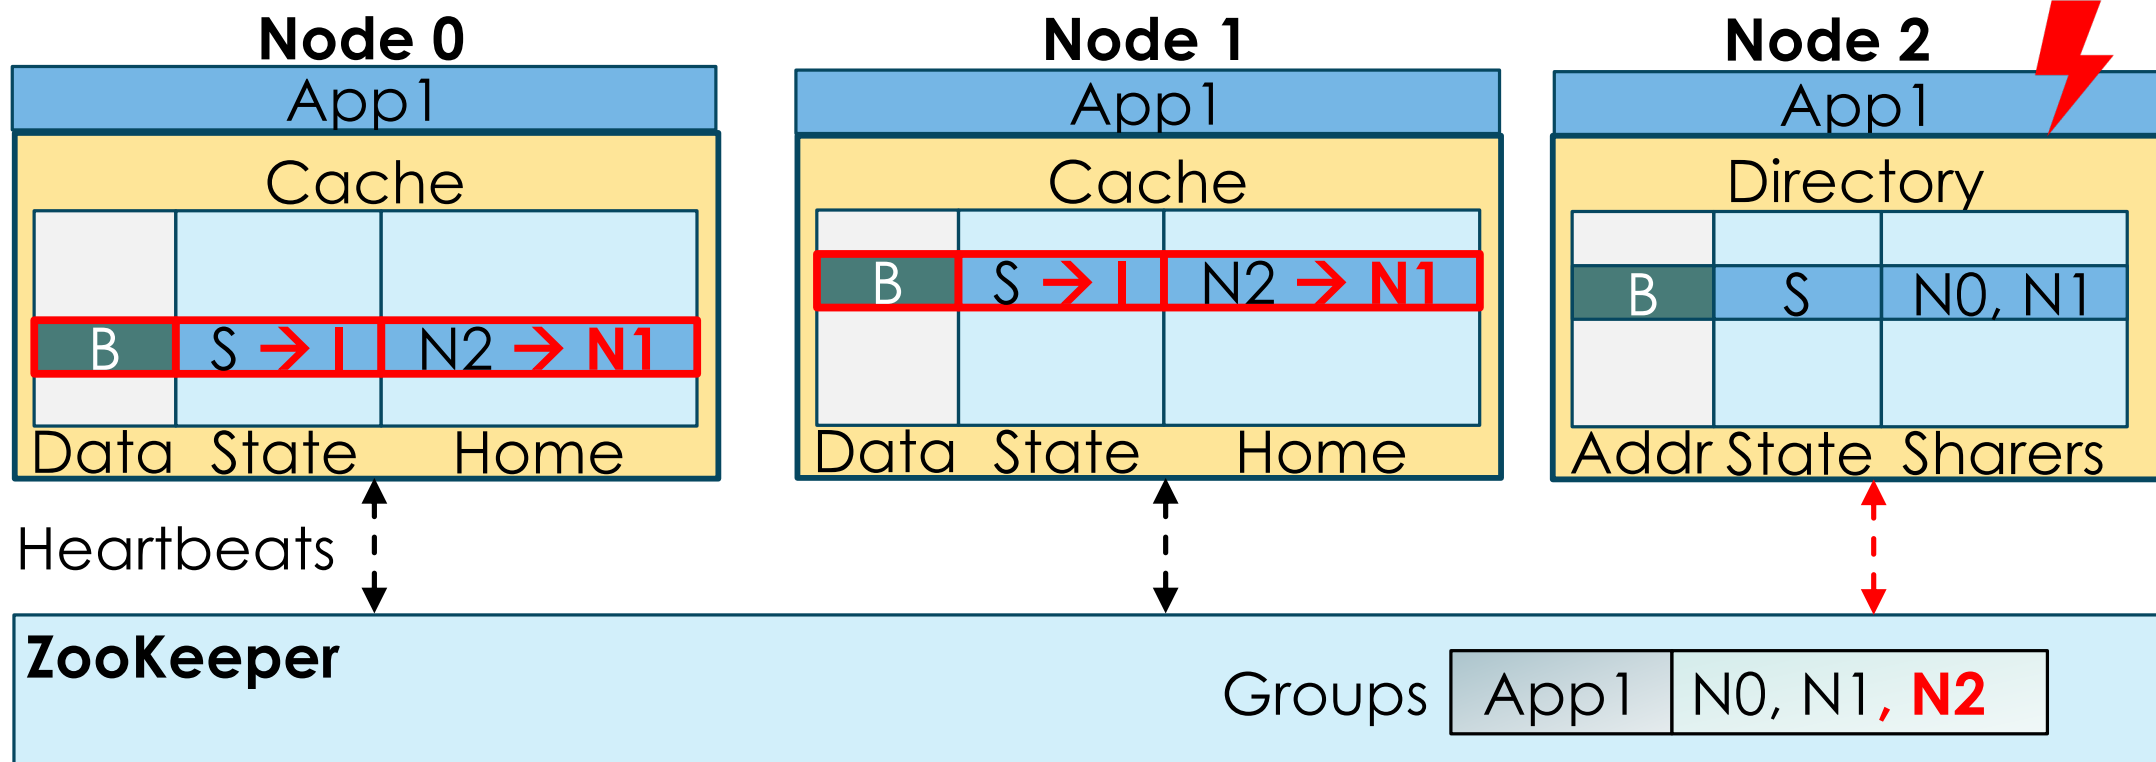 Node 0
App1
Cache
B S → I N2 → N1
Data State Home
Node 1
App1
Cache
B S → I N2 → N1
Data State Home
Node 2
App1
Directory
B S N0, N1
Addr State Sharers
Heartbeats
ZooKeeper
Groups App1 N0, N1, N2